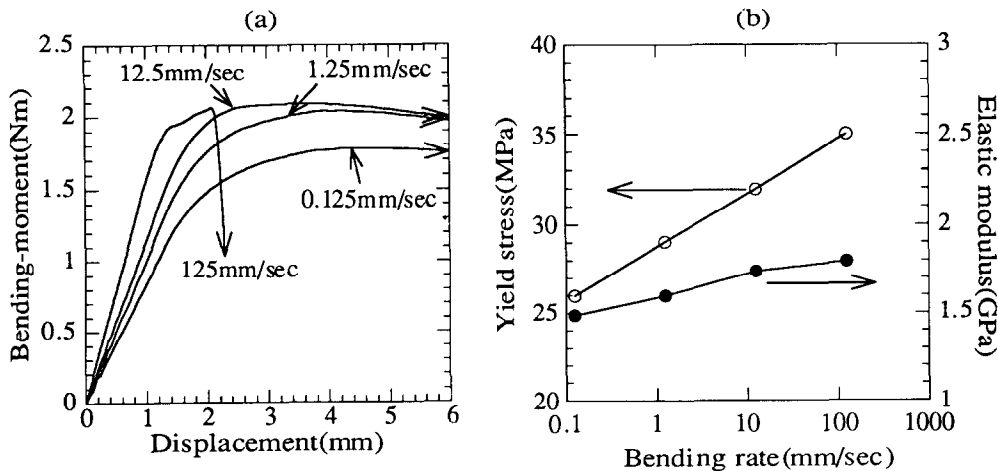 (a)
Bending-moment(Nm)
2.5
2
1.5
1
0.5
0
0
1
2
3
4
5
6
Displacement(mm)
12.5mm/sec
1.25mm/sec
0.125mm/sec
125mm/sec
(b)
Yield stress(MPa)
40
35
30
25
20
0.1
1
10
100
1000
Bending rate(mm/sec)
3
2.5
2
1.5
1
Elastic modulus(GPa)